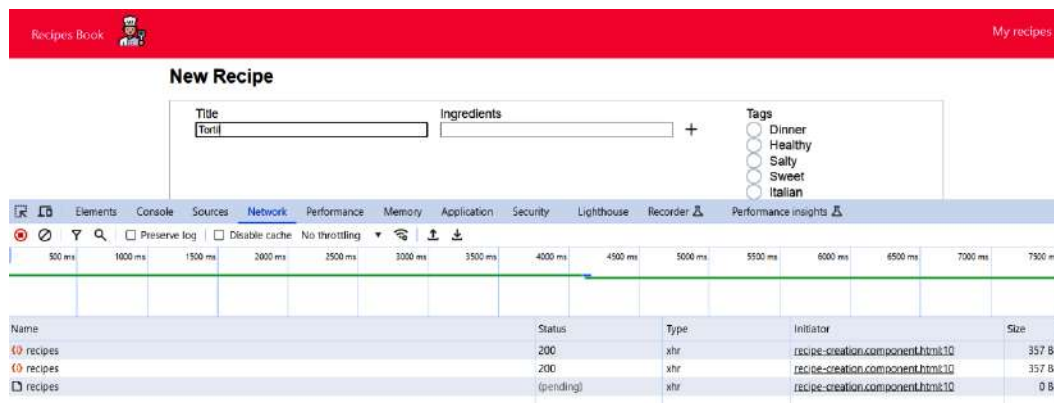 Recipes Book My recipes
New Recipe
Title Ingredients Tags
Torti + Dinner
Healthy
Salty
Sweet
Italian
Elements Console Sources Network Performance Memory Application Security Lighthouse Recorder Performance insights
Preserve log Disable cache No throttling
500 ms 1000 ms 1500 ms 2000 ms 2500 ms 3000 ms 3500 ms 4000 ms 4500 ms 5000 ms 5500 ms 6000 ms 6500 ms 7000 ms 7500 m
Name Status Type Initiator Size
recipes 200 xhr recipe-creation.component.html:10 357 B
recipes 200 xhr recipe-creation.component.html:10 357 B
recipes (pending) xhr recipe-creation.component.html:10 0 B